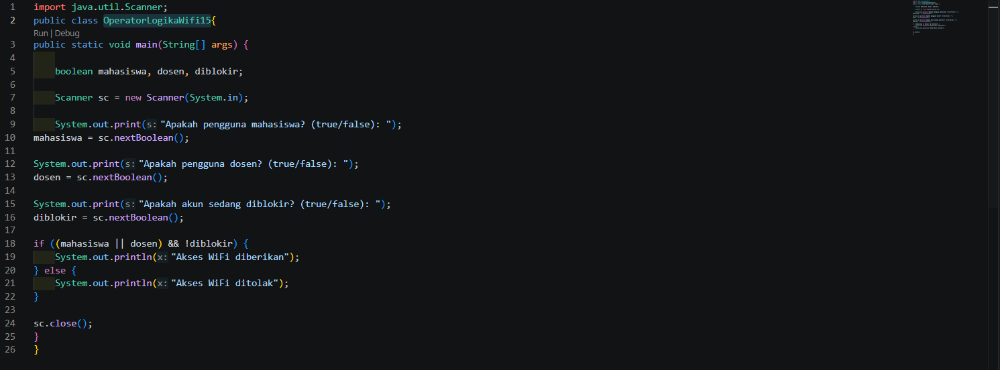 1 import java.util.Scanner;
2 public class OperatorLogikaWifi15{
Run | Debug
3 public static void main(String[] args) {
4
5 boolean mahasiswa, dosen, diblokir;
6
7 Scanner sc = new Scanner(System.in);
8
9 System.out.print(s: "Apakah pengguna mahasiswa? (true/false): ");
10 mahasiswa = sc.nextBoolean();
11
12 System.out.print(s: "Apakah pengguna dosen? (true/false): ");
13 dosen = sc.nextBoolean();
14
15 System.out.print(s: "Apakah akun sedang diblokir? (true/false): ");
16 diblokir = sc.nextBoolean();
17
18 if ((mahasiswa || dosen) && !diblokir) {
19 System.out.println(x: "Akses WiFi diberikan");
20 } else {
21 System.out.println(x: "Akses WiFi ditolak");
22 }
23
24 sc.close();
25 }
26 }